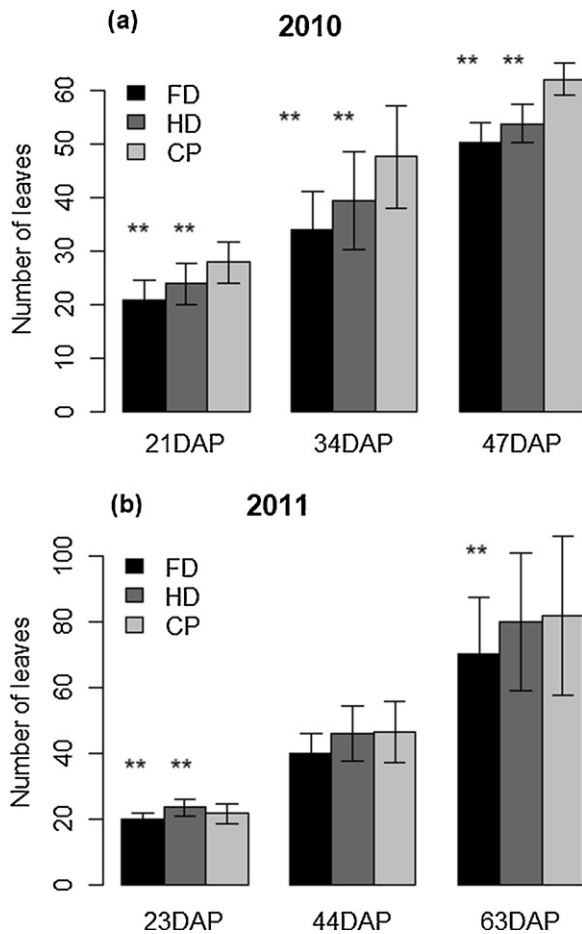 (a) 2010
** **
60
FD
** **
50
HD
CP
40
** **
30
20
10
0
Number of leaves
21DAP 34DAP 47DAP
(b) 2011
100
FD
**
HD
80
CP
60
40
** **
20
0
Number of leaves
23DAP 44DAP 63DAP